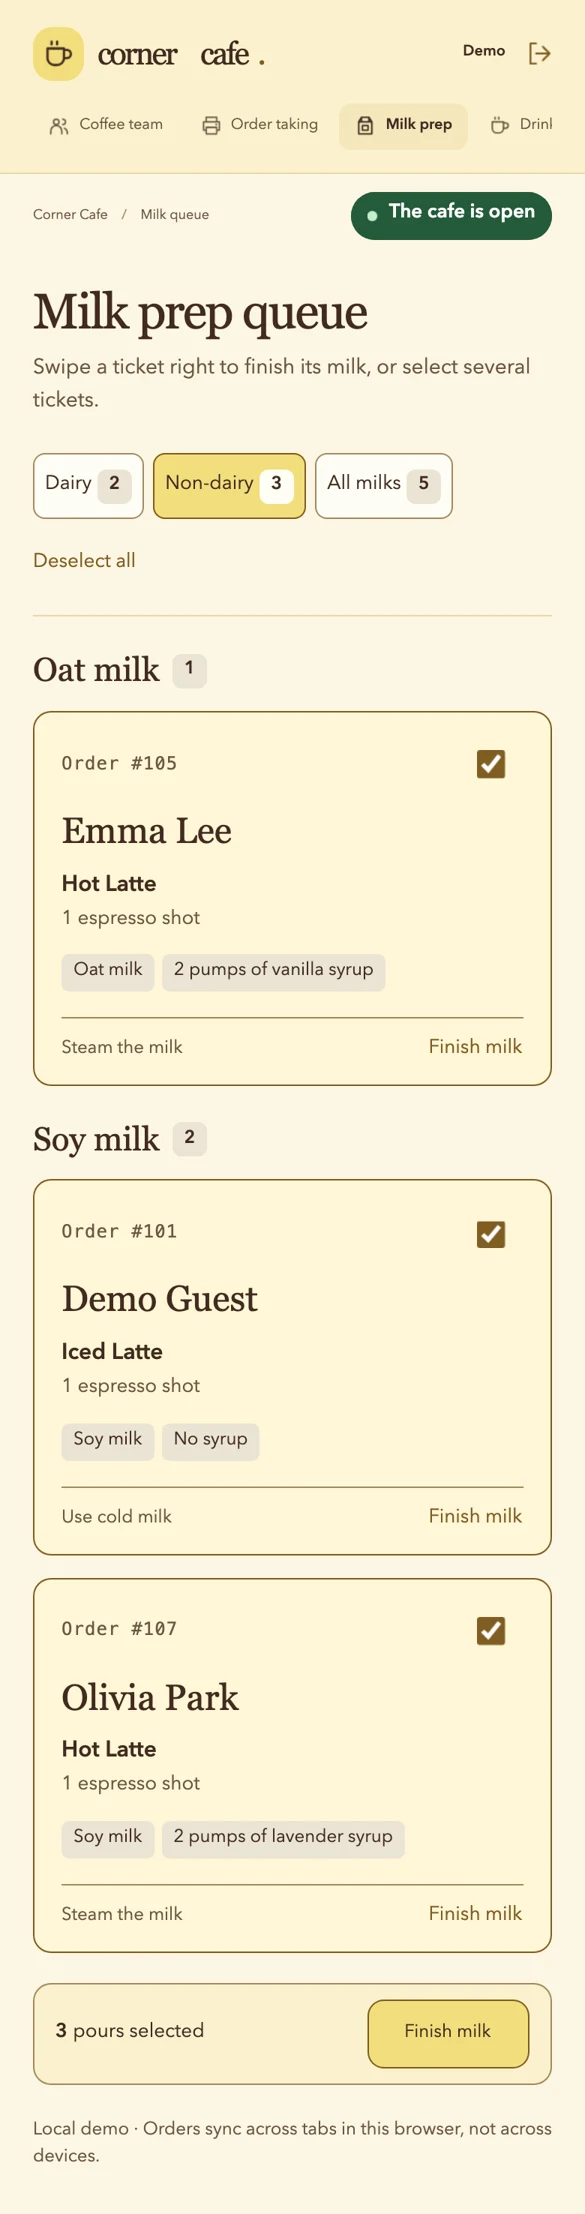 corner cafe.
Demo
Coffee team
Order taking
Milk prep
Drinl
Corner Cafe / Milk queue
The cafe is open
Milk prep queue
Swipe a ticket right to finish its milk, or select several
tickets.
Dairy 2
Non-dairy 3
All milks 5
Deselect all
Oat milk 1
Order #105
Emma Lee
Hot Latte
1 espresso shot
Oat milk
2 pumps of vanilla syrup
Steam the milk
Finish milk
Soy milk 2
Order #101
Demo Guest
Iced Latte
1 espresso shot
Soy milk
No syrup
Use cold milk
Finish milk
Order #107
Olivia Park
Hot Latte
1 espresso shot
Soy milk
2 pumps of lavender syrup
Steam the milk
Finish milk
3 pours selected
Finish milk
Local demo · Orders sync across tabs in this browser, not across
devices.